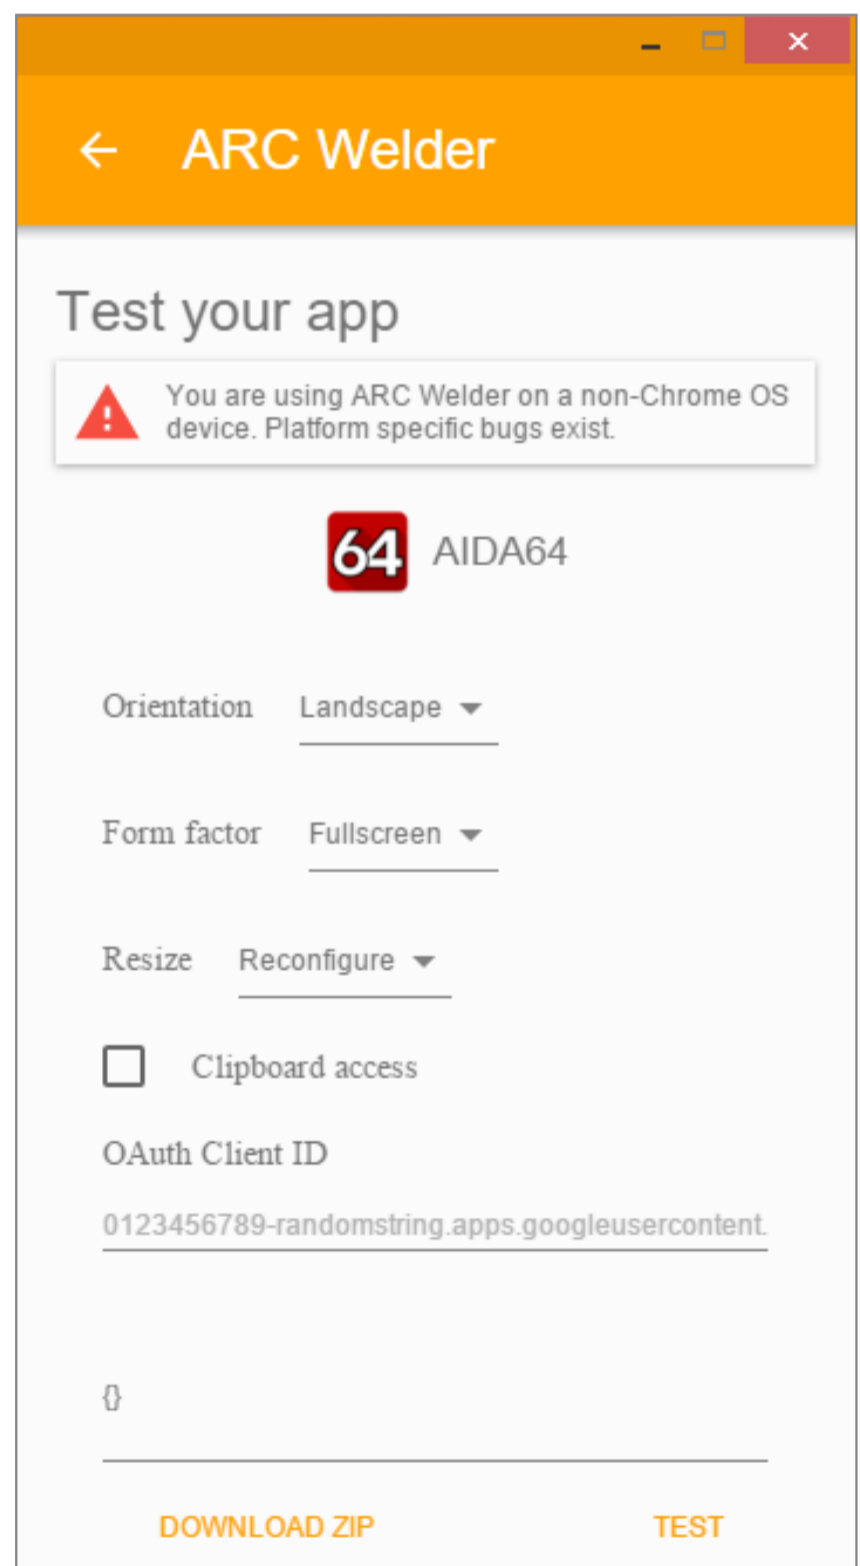 ARC Welder
Test your app
You are using ARC Welder on a non-Chrome OS
device. Platform specific bugs exist.
64 AIDA64
Orientation Landscape
Form factor Fullscreen
Resize Reconfigure
Clipboard access
OAuth Client ID
0123456789-randomstring.apps.googleusercontent.
{}
DOWNLOAD ZIP TEST